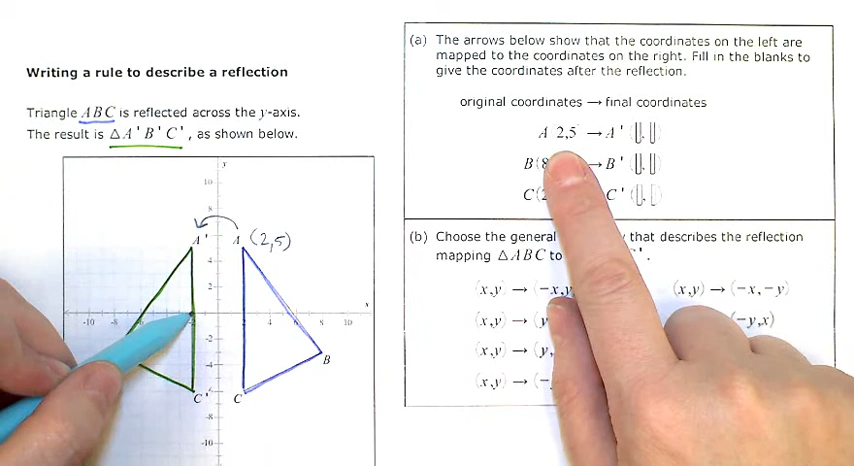 Writing a rule to describe a reflection
Triangle ABC is reflected across the y-axis.
The result is △A'B'C', as shown below.
y
10
8
A' A (2,5)
4
2
x
-10 -8 4 8 10
-2
-4
B
C' C
-8
-10
(a) The arrows below show that the coordinates on the left are
mapped to the coordinates on the right. Fill in the blanks to
give the coordinates after the reflection.
original coordinates → final coordinates
A 2,5 → A' ([], [])
B(8 → B' ([], [])
C(2 C' ([], [])
(b) Choose the general that describes the reflection
mapping △ABC to '.
(x,y) → (-x,y (x,y) → (-x,-y)
(x,y) → (y (-y,x)
(x,y) → (y,
(x,y) → (-